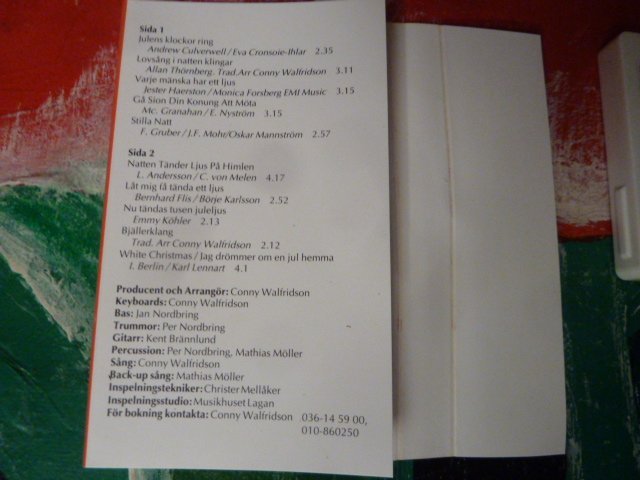 Sida 1
Julens klockor ring
Andrew Culverwell/Eva Cronsoie-Ihlar 2.35
Lovsång i natten klingar
Allan Thörnberg. Trad.Arr Conny Walfridson 3.11
Varje mänska har ett ljus
Jester Haerston/Monica Forsberg EMI Music 3.15
Gå Sion Din Konung Att Möta
Mc. Granahan/E. Nyström 3.15
Stilla Natt
F. Gruber/J.F. Mohr/Oskar Mannström 2.57
Sida 2
Natten Tänder Ljus På Himlen
L. Andersson/C. von Melen 4.17
Låt mig få tända ett ljus
Bernhard Flis/Börje Karlsson 2.52
Nu tändas tusen juleljus
Emmy Köhler 2.13
Bjällerklang
Trad. Arr Conny Walfridson 2.12
White Christmas/Jag drömmer om en jul hemma
I. Berlin/Karl Lennart 4.1
Producent och Arrangör: Conny Walfridson
Keyboards: Conny Walfridson
Bas: Jan Nordbring
Trummor: Per Nordbring
Gitarr: Kent Brännlund
Percussion: Per Nordbring, Mathias Möller
Sång: Conny Walfridson
Back-up sång: Mathias Möller
Inspelningstekniker: Christer Mellåker
Inspelningsstudio: Musikhuset Lagan
För bokning kontakta: Conny Walfridson 036-14 59 00,
010-860250